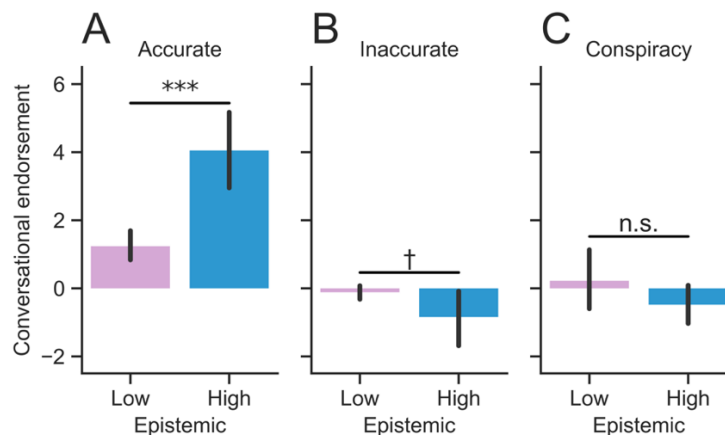 A
Accurate
B
Inaccurate
C
Conspiracy
Conversational endorsement
6
4
2
0
−2
***
†
n.s.
Low High
Epistemic
Low High
Epistemic
Low High
Epistemic